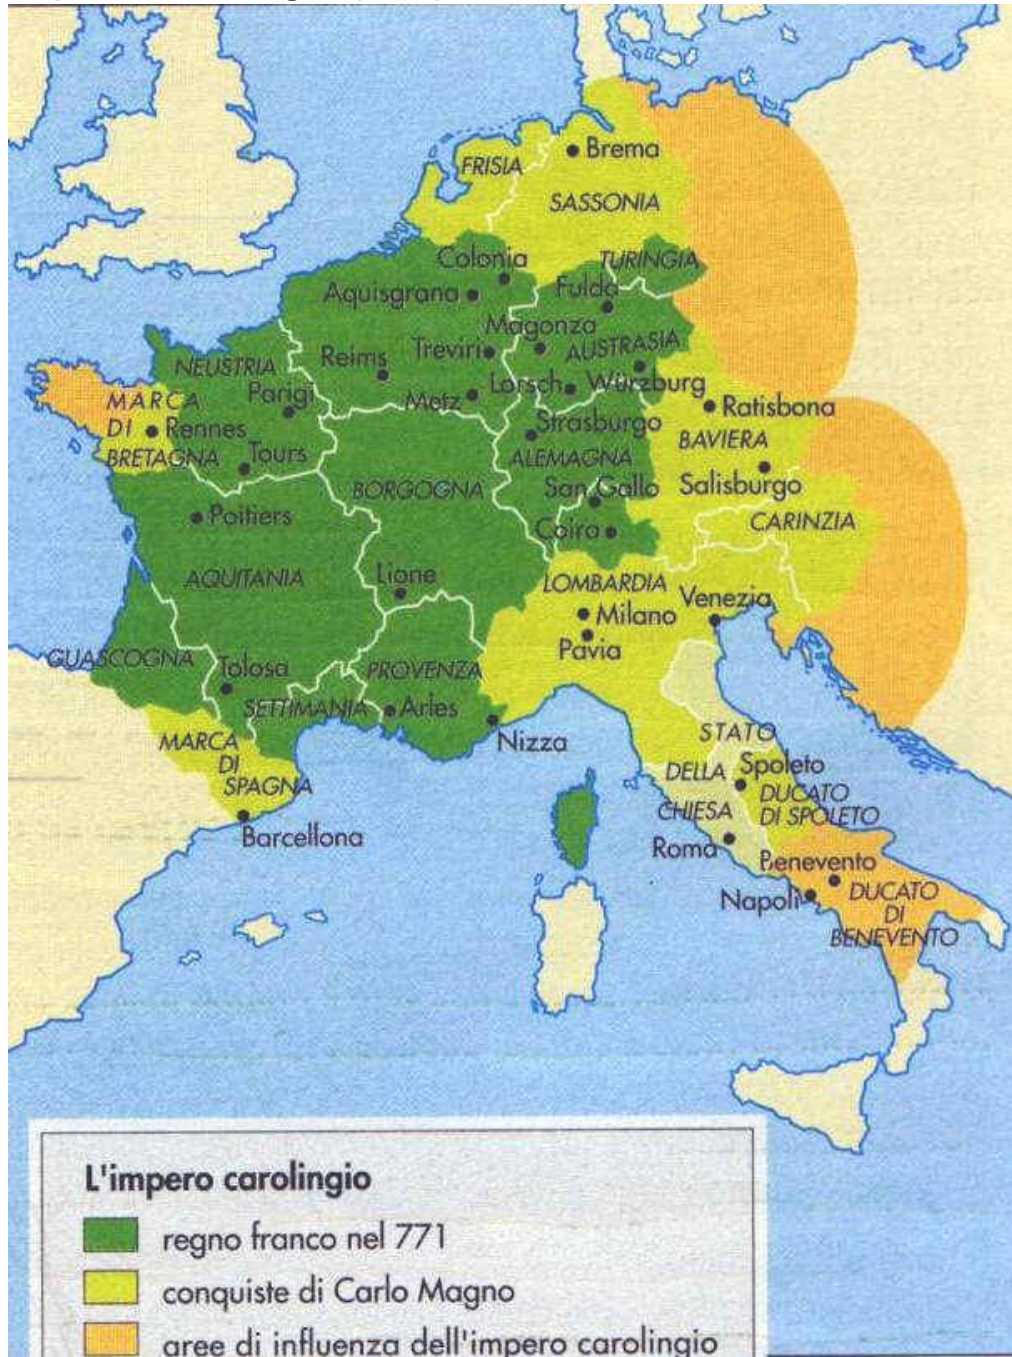 Brema
FRISIA
SASSONIA
Colonia
TURINGIA
Aquisgrana
Fulda
Magonza
NEUSTRIA
Reims
Treviri
AUSTRASIA
Parigi
Metz
Lorsch
Würzburg
MARCA
DI
BRETAGNA
Rennes
Ratisbona
Strasburgo
BAVIERA
Tours
ALEMAGNA
Salisburgo
BORGOGNA
San Gallo
Poitiers
Coira
CARINZIA
AQUITANIA
Lione
LOMBARDIA
Venezia
Milano
Pavia
GUASCOGNA
Tolosa
PROVENZA
SETTIMANIA
Arles
Nizza
MARCA
DI
SPAGNA
STATO
DELLA
CHIESA
Spoleto
DUCATO
DI SPOLETO
Barcellona
Roma
Benevento
Napoli
DUCATO
DI
BENEVENTO
L'impero carolingio
regno franco nel 771
conquiste di Carlo Magno
aree di influenza dell'impero carolingio